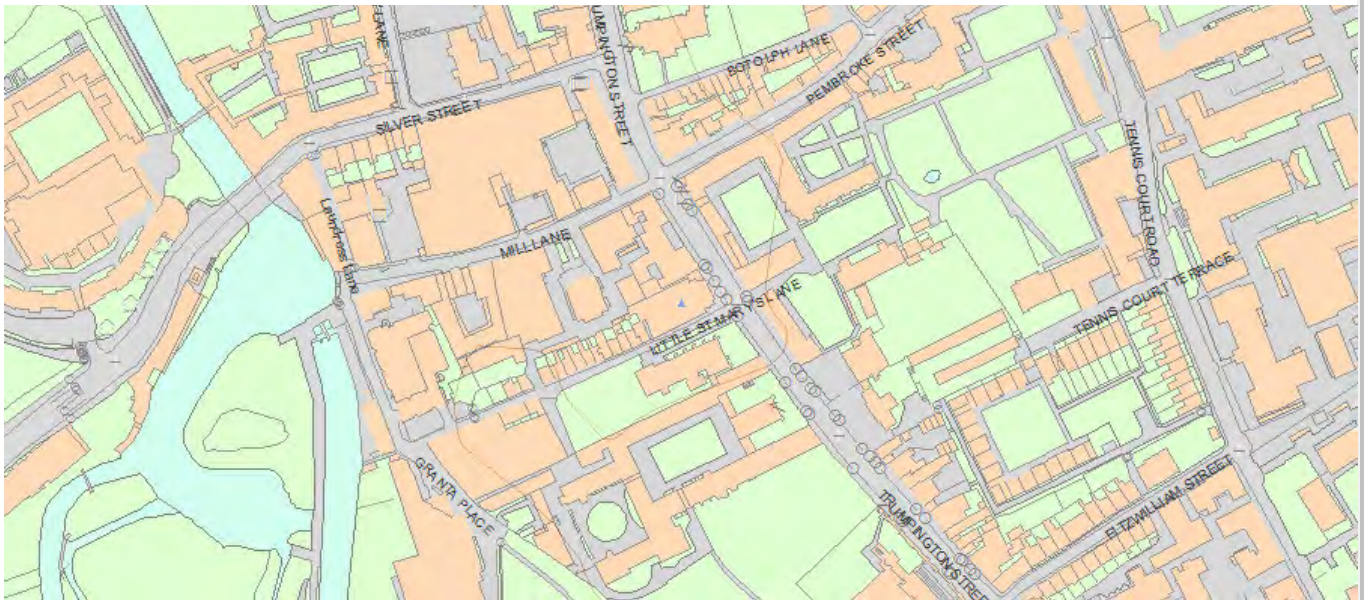 LANE
TRUMPINGTON STREET
BOTOLPH LANE
PEMBROKE STREET
SILVER STREET
TENNIS COURT ROAD
Laundress Lane
MILL LANE
LITTLE ST MARY'S LANE
TENNIS COURT TERRACE
GRANTA PLACE
TRUMPINGTON STREET
FITZWILLIAM STREET